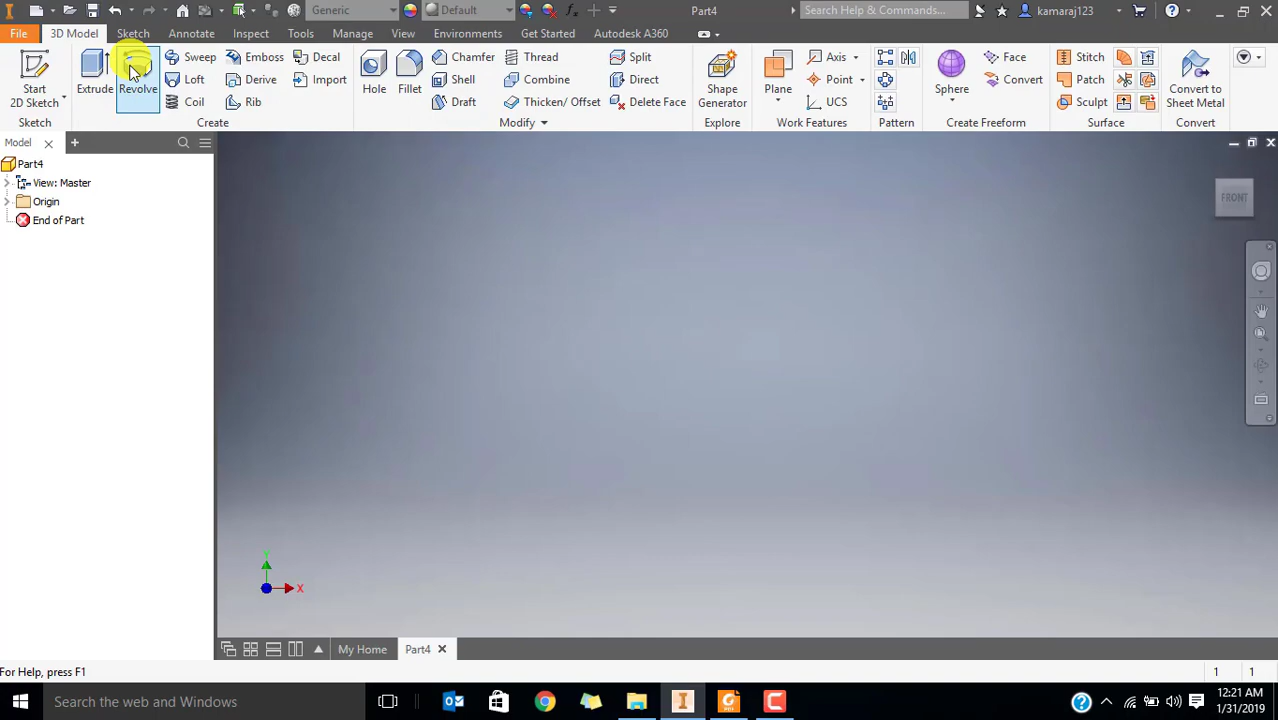 Generic Default Part4 Search Help & Commands... kamaraj123
File 3D Model Sketch Annotate Inspect Tools Manage View Environments Get Started Autodesk A360
Sweep Emboss Decal Chamfer Thread Split Axis Face Stitch
Start 2D Sketch Extrude Revolve Loft Derive Import Hole Fillet Shell Combine Direct Shape Generator Plane Point Sphere Convert Patch Convert to Sheet Metal
Coil Rib Draft Thicken/ Offset Delete Face UCS Sculpt
Sketch Create Modify Explore Work Features Pattern Create Freeform Surface Convert
Model
Part4
View: Master
Origin
End of Part
FRONT
Y
X
My Home Part4
For Help, press F1 1 1
Search the web and Windows 12:21 AM
1/31/2019